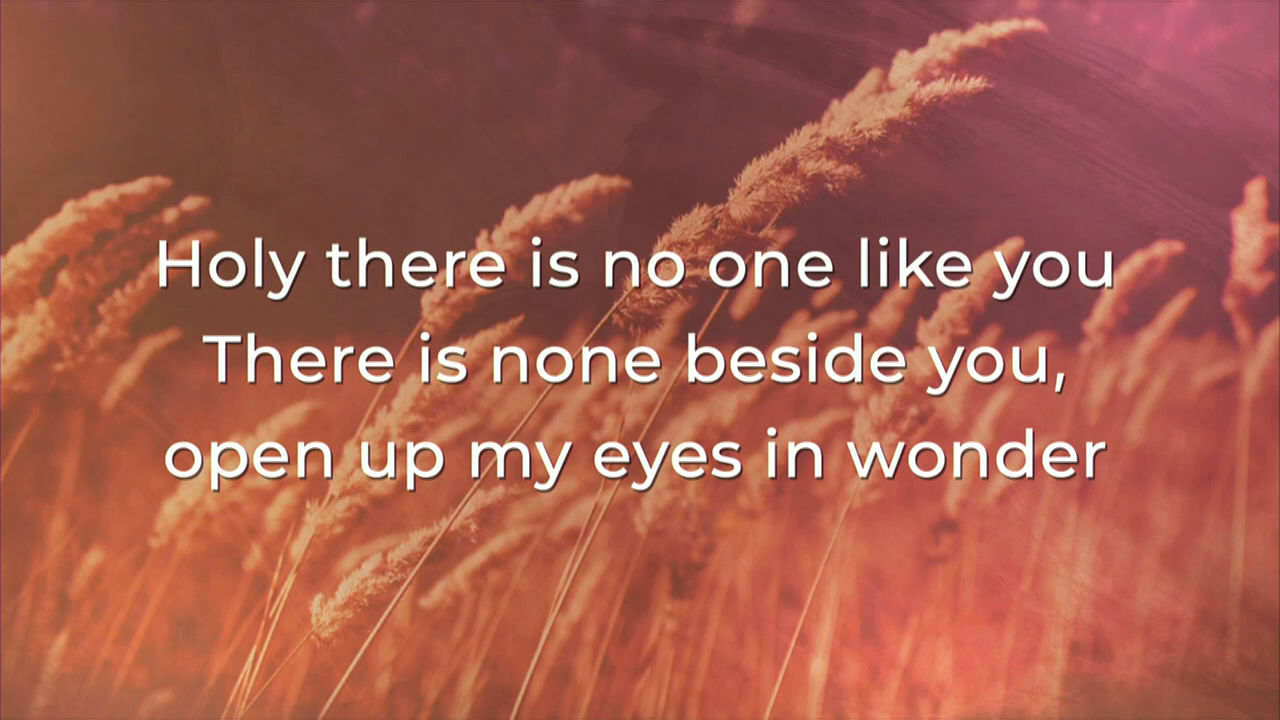 Holy there is no one like you
There is none beside you,
open up my eyes in wonder